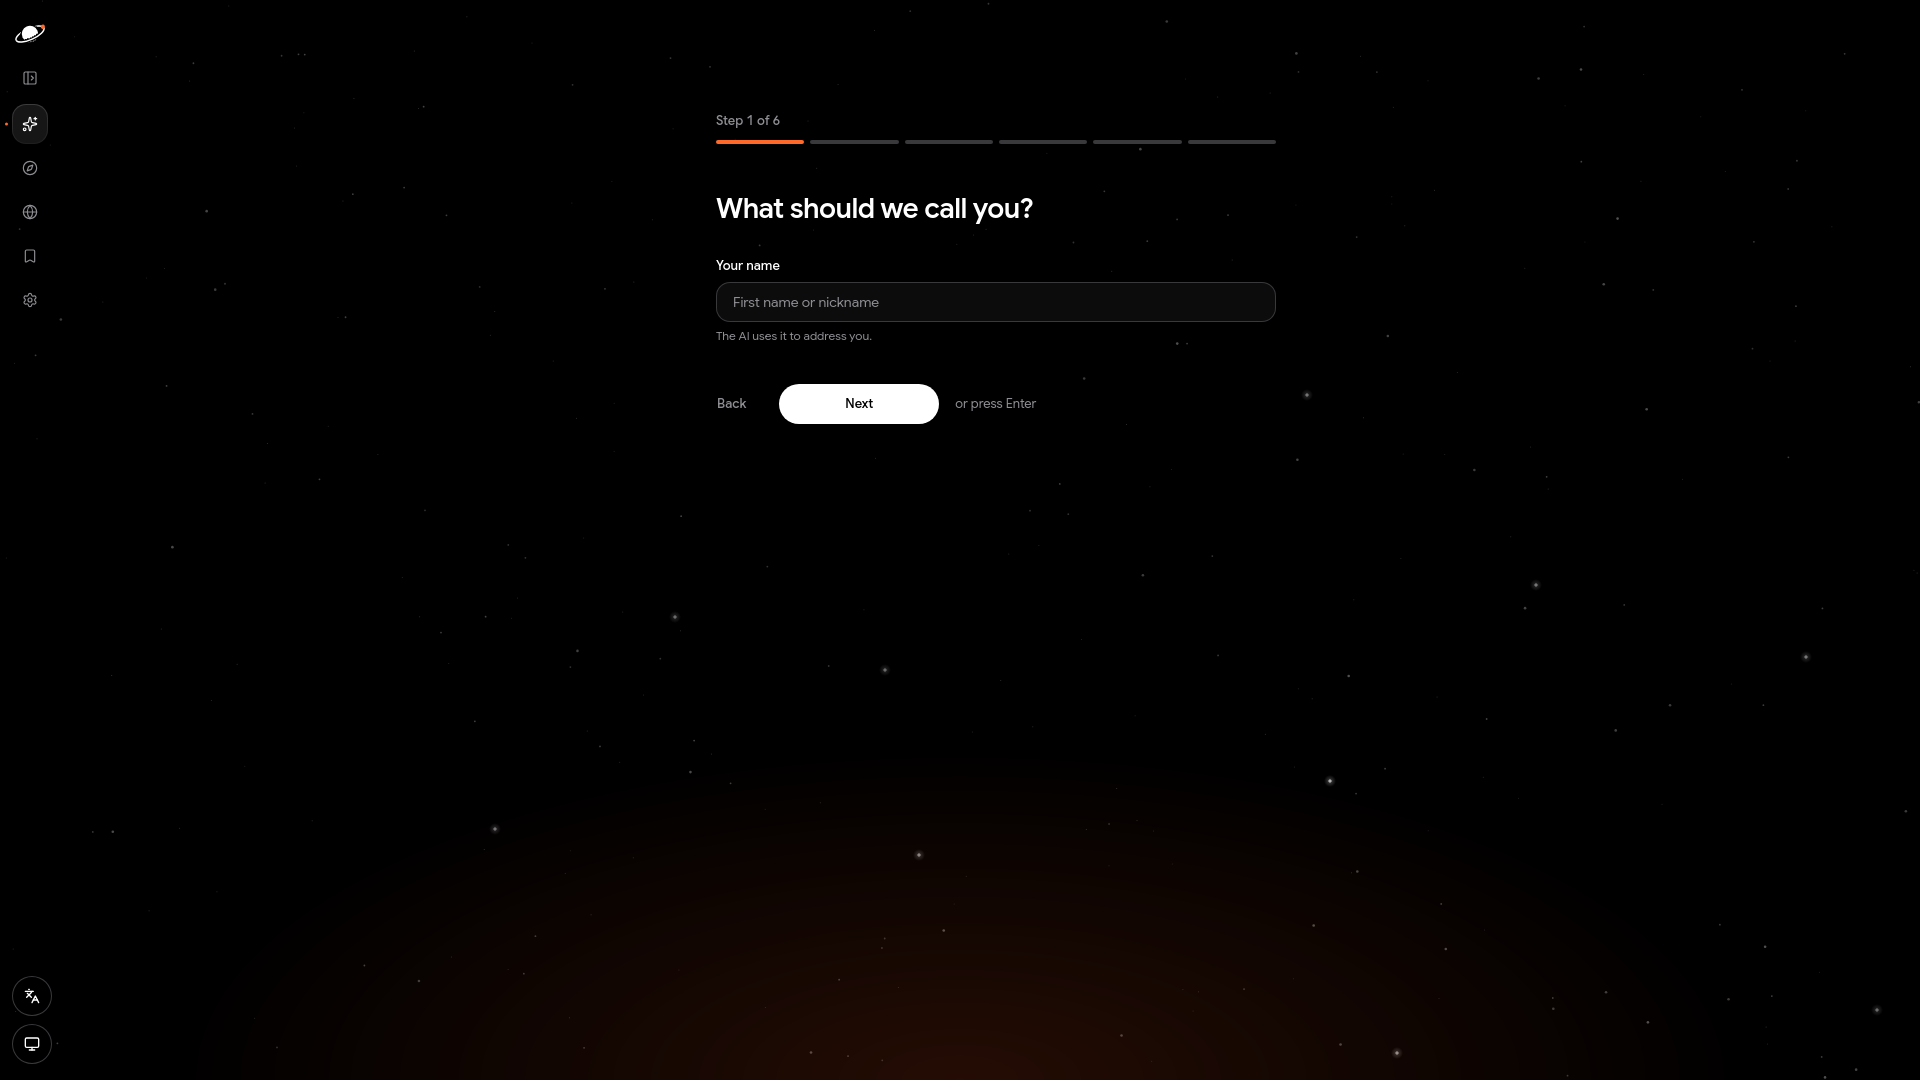 Step 1 of 6
What should we call you?
Your name
First name or nickname
The AI uses it to address you.
Back
Next
or press Enter